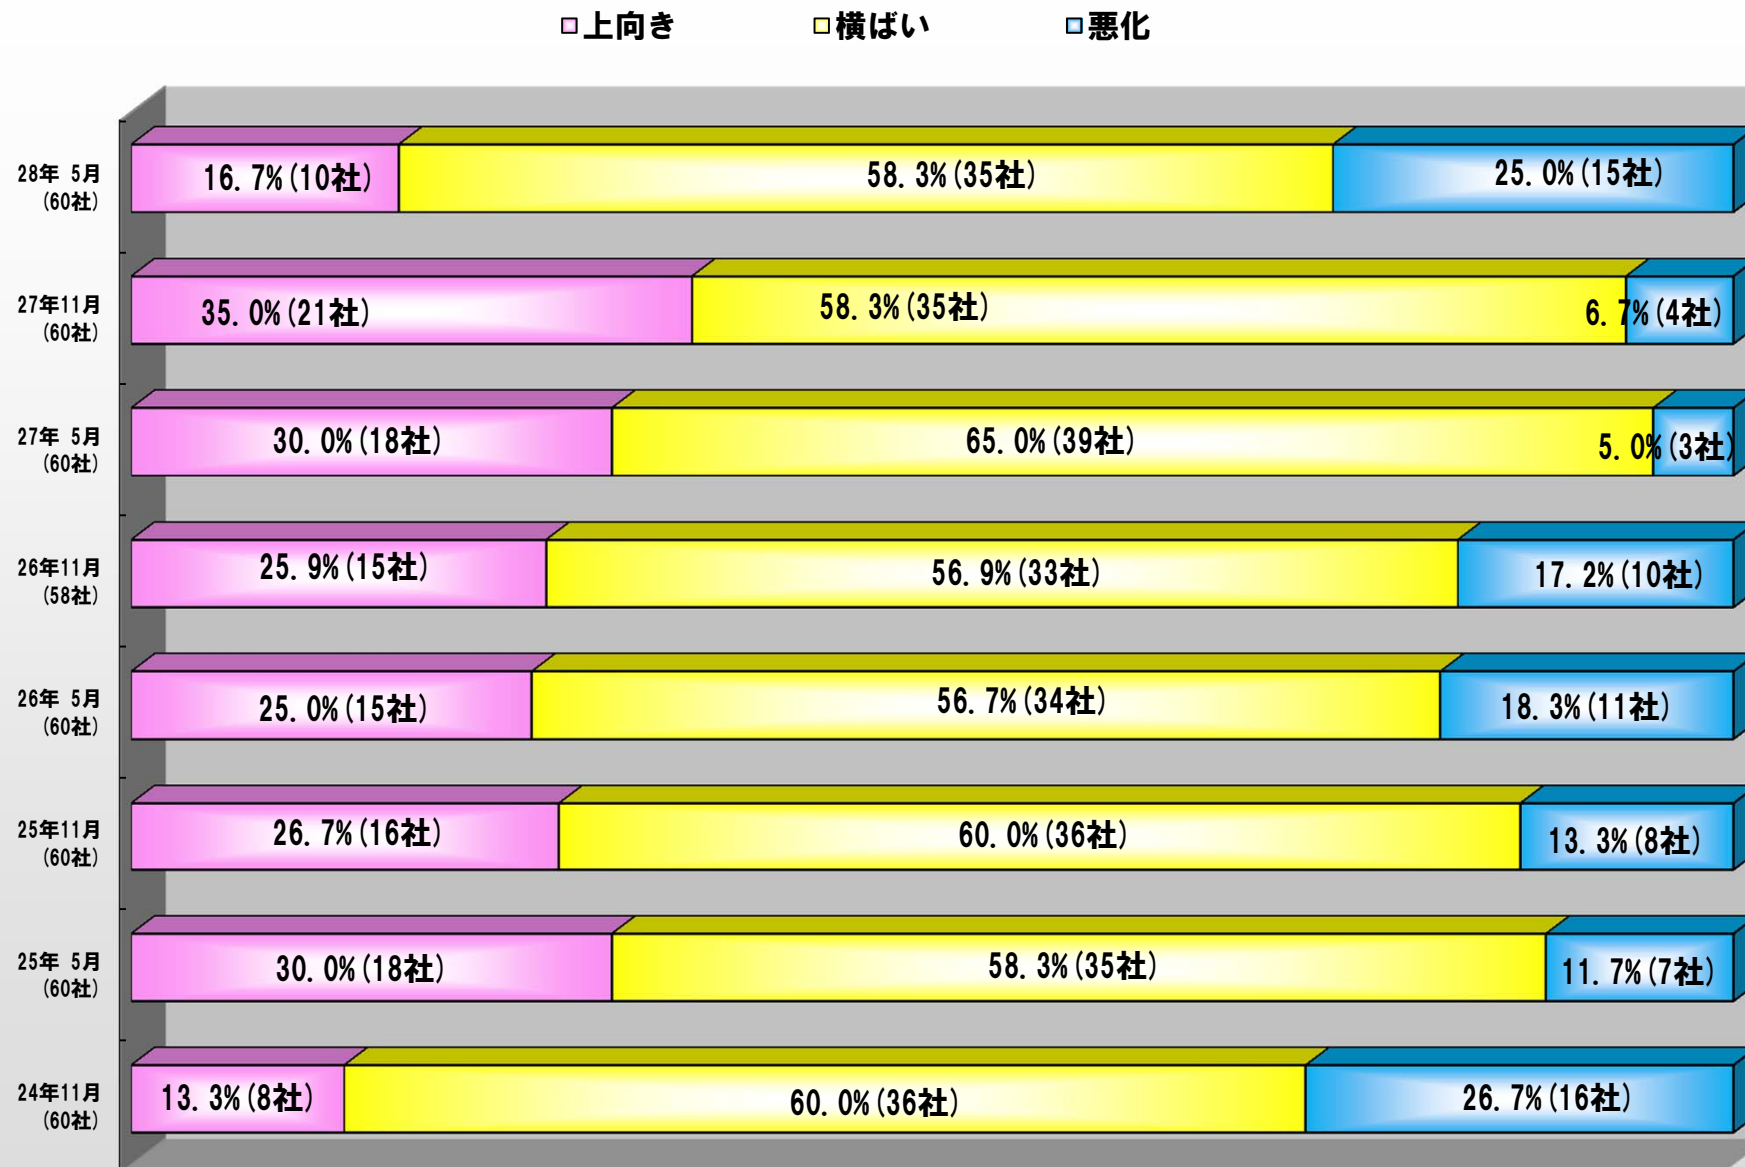 上向き 横ばい 悪化
28年 5月
(60社)
16.7%(10社) 58.3%(35社) 25.0%(15社)
27年11月
(60社)
35.0%(21社) 58.3%(35社) 6.7%(4社)
27年 5月
(60社)
30.0%(18社) 65.0%(39社) 5.0%(3社)
26年11月
(58社)
25.9%(15社) 56.9%(33社) 17.2%(10社)
26年 5月
(60社)
25.0%(15社) 56.7%(34社) 18.3%(11社)
25年11月
(60社)
26.7%(16社) 60.0%(36社) 13.3%(8社)
25年 5月
(60社)
30.0%(18社) 58.3%(35社) 11.7%(7社)
24年11月
(60社)
13.3%(8社) 60.0%(36社) 26.7%(16社)